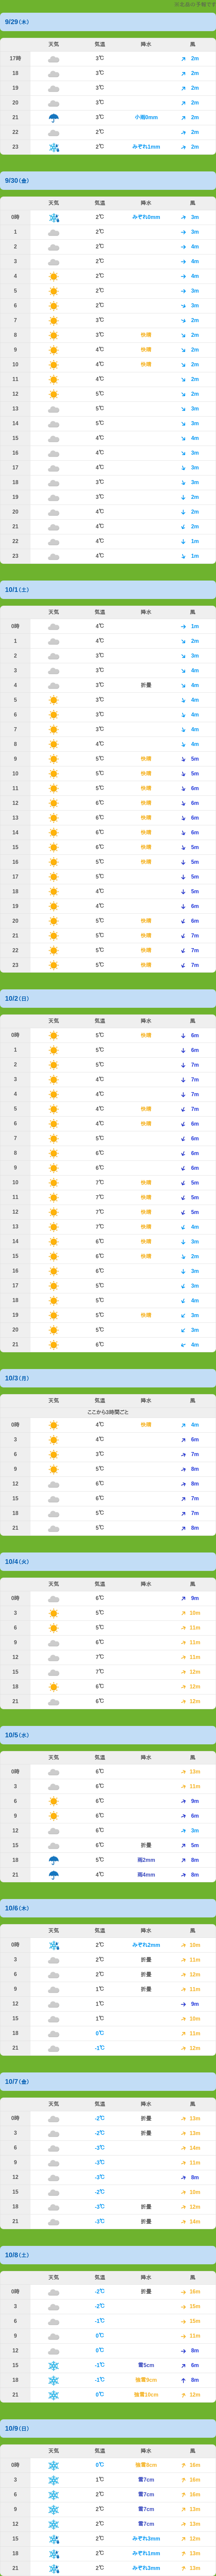 ※北岳の予報です
9/29（木）
天気 気温 降水 風
17時 3℃ 2m
18 3℃ 2m
19 3℃ 2m
20 3℃ 2m
21 3℃ 小雨0mm 2m
22 2℃ 2m
23 2℃ みぞれ1mm 2m
9/30（金）
天気 気温 降水 風
0時 2℃ みぞれ0mm 3m
1 2℃ 3m
2 2℃ 4m
3 2℃ 4m
4 2℃ 4m
5 2℃ 3m
6 2℃ 3m
7 3℃ 2m
8 3℃ 快晴 2m
9 4℃ 快晴 2m
10 4℃ 快晴 2m
11 4℃ 2m
12 5℃ 2m
13 5℃ 3m
14 5℃ 3m
15 4℃ 4m
16 4℃ 3m
17 4℃ 3m
18 3℃ 3m
19 3℃ 2m
20 4℃ 2m
21 4℃ 2m
22 4℃ 1m
23 4℃ 1m
10/1（土）
天気 気温 降水 風
0時 4℃ 1m
1 4℃ 2m
2 3℃ 3m
3 3℃ 4m
4 3℃ 折曇 4m
5 3℃ 4m
6 3℃ 4m
7 3℃ 4m
8 4℃ 4m
9 5℃ 快晴 5m
10 5℃ 快晴 5m
11 5℃ 快晴 6m
12 6℃ 快晴 6m
13 6℃ 快晴 6m
14 6℃ 快晴 6m
15 6℃ 快晴 5m
16 5℃ 快晴 5m
17 5℃ 5m
18 4℃ 5m
19 4℃ 6m
20 5℃ 快晴 6m
21 5℃ 快晴 7m
22 5℃ 快晴 7m
23 5℃ 快晴 7m
10/2（日）
天気 気温 降水 風
0時 5℃ 快晴 6m
1 5℃ 6m
2 5℃ 7m
3 4℃ 7m
4 4℃ 7m
5 4℃ 快晴 7m
6 4℃ 快晴 6m
7 5℃ 6m
8 6℃ 6m
9 6℃ 6m
10 7℃ 快晴 5m
11 7℃ 快晴 5m
12 7℃ 快晴 5m
13 7℃ 快晴 4m
14 6℃ 快晴 3m
15 6℃ 快晴 2m
16 6℃ 3m
17 5℃ 3m
18 5℃ 4m
19 5℃ 快晴 3m
20 5℃ 3m
21 6℃ 4m
10/3（月）
天気 気温 降水 風
ここから3時間ごと
0時 4℃ 快晴 4m
3 4℃ 6m
6 3℃ 7m
9 5℃ 8m
12 6℃ 8m
15 6℃ 7m
18 5℃ 7m
21 5℃ 8m
10/4（火）
天気 気温 降水 風
0時 6℃ 9m
3 5℃ 10m
6 5℃ 11m
9 6℃ 11m
12 7℃ 11m
15 7℃ 12m
18 6℃ 12m
21 6℃ 12m
10/5（水）
天気 気温 降水 風
0時 6℃ 13m
3 6℃ 11m
6 6℃ 9m
9 6℃ 6m
12 6℃ 3m
15 6℃ 折曇 5m
18 5℃ 雨2mm 8m
21 4℃ 雨4mm 8m
10/6（木）
天気 気温 降水 風
0時 2℃ みぞれ2mm 10m
3 2℃ 折曇 11m
6 2℃ 折曇 12m
9 1℃ 折曇 11m
12 1℃ 9m
15 1℃ 10m
18 0℃ 11m
21 -1℃ 12m
10/7（金）
天気 気温 降水 風
0時 -2℃ 折曇 13m
3 -2℃ 折曇 13m
6 -3℃ 14m
9 -3℃ 11m
12 -3℃ 8m
15 -2℃ 10m
18 -3℃ 折曇 12m
21 -3℃ 折曇 14m
10/8（土）
天気 気温 降水 風
0時 -2℃ 折曇 16m
3 -2℃ 15m
6 -1℃ 10m
9 0℃ 11m
12 0℃ 8m
15 -1℃ 雪5cm 6m
18 -1℃ 強雪8cm 8m
21 0℃ 強雪10cm 12m
10/9（日）
天気 気温 降水 風
0時 0℃ 強雪8cm 16m
3 1℃ 雪7cm 16m
6 2℃ 雪7cm 16m
9 2℃ 雪7cm 13m
12 2℃ 雪7cm 13m
15 2℃ みぞれ3mm 12m
18 2℃ みぞれ1mm 13m
21 2℃ みぞれ3mm 13m